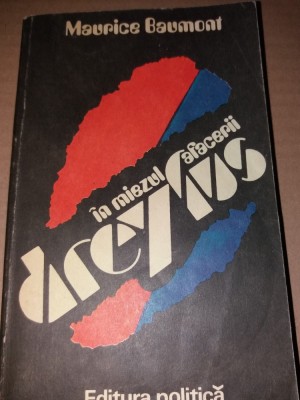 Maurice Baumont
în miezul
afacerii
dreyfus
Editura politică